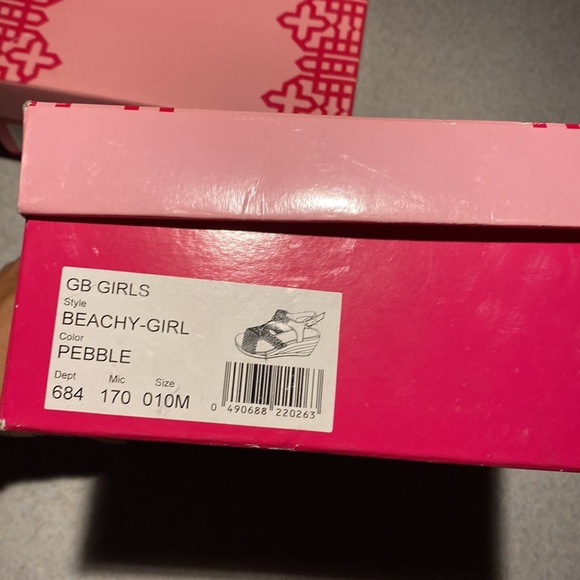 GB GIRLS
Style
BEACHY-GIRL
Color
PEBBLE
Dept Mic Size
684 170 010M
0 490688 220263